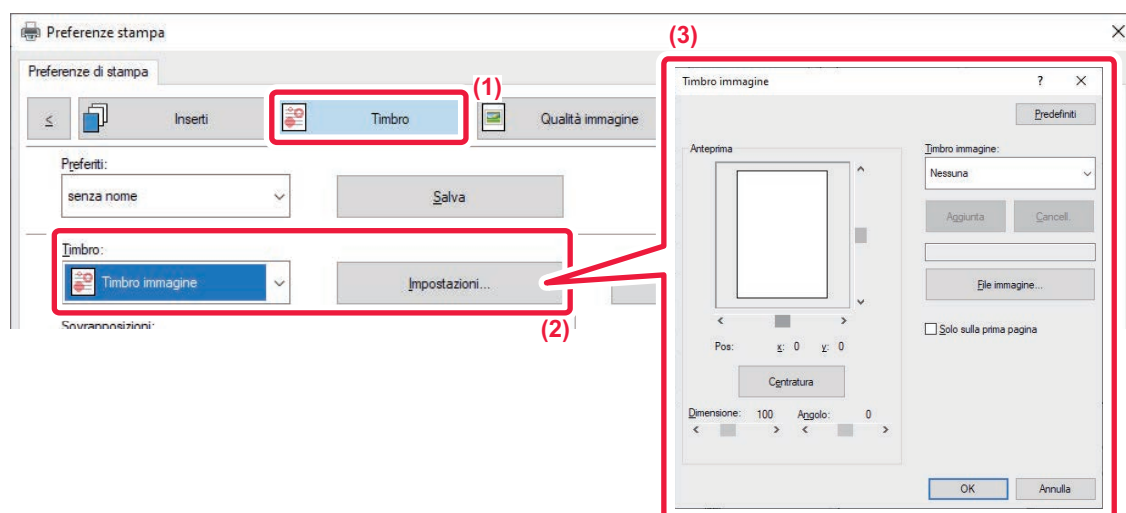 Preferenze stampa
Preferenze di stampa
(1)
≤ Inserti Timbro Qualità immagine
Preferiti:
senza nome Salva
Timbro:
Timbro immagine Impostazioni...
(2)
Sovrapposizioni:
(3)
Timbro immagine ? ×
Predefiniti
Anteprima
Timbro immagine:
Nessuna
Aggiunta Cancell.
File immagine...
Solo sulla prima pagina
Pos: x: 0 y: 0
Centratura
Dimensione: 100 Angolo: 0
OK Annulla